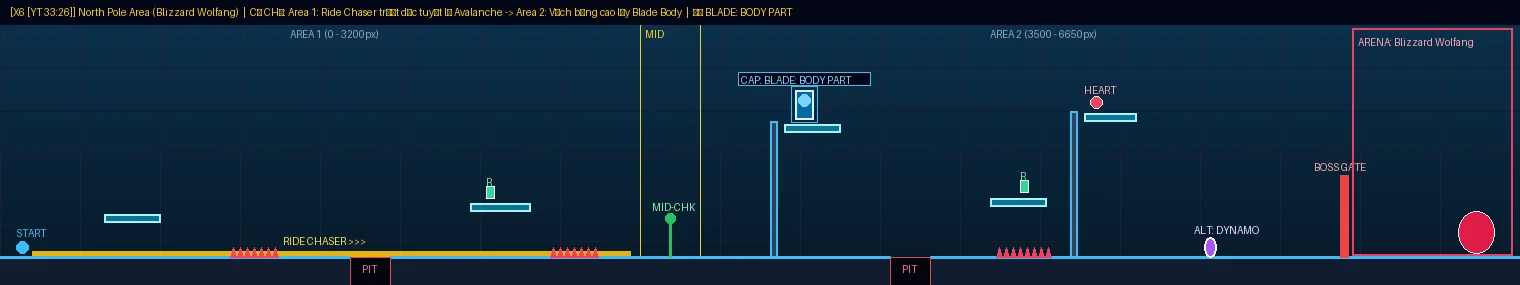 [X6 [YT 33:26]] North Pole Area (Blizzard Wolfang) | Area 1: Ride Chaser Avalanche -> Area 2: cao Blade Body | BLADE: BODY PART
AREA 1 (0 - 3200px)
MID
AREA 2 (3500 - 6650px)
ARENA: Blizzard Wolfang
CAP: BLADE: BODY PART
HEART
BOSS GATE
R
R
MID-CHK
START
RIDE CHASER >>>
ALT: DYNAMO
PIT
PIT